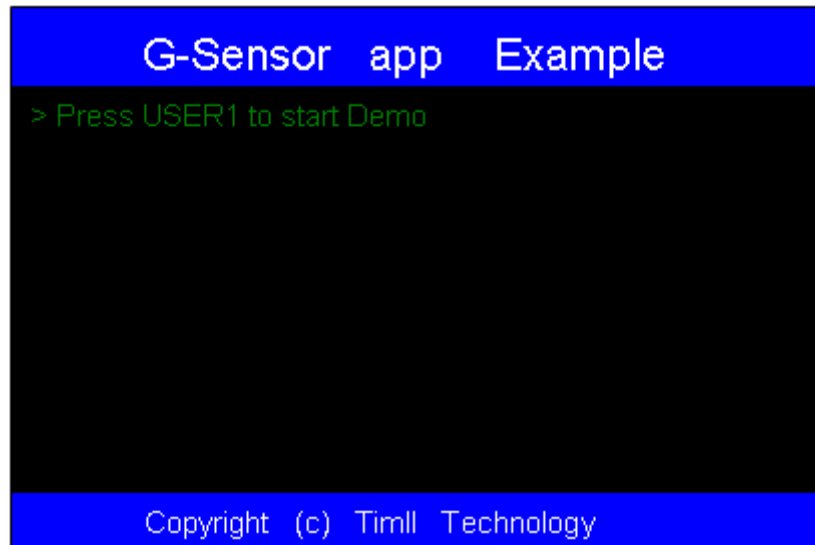 G-Sensor app Example
> Press USER1 to start Demo
Copyright (c) Timll Technology